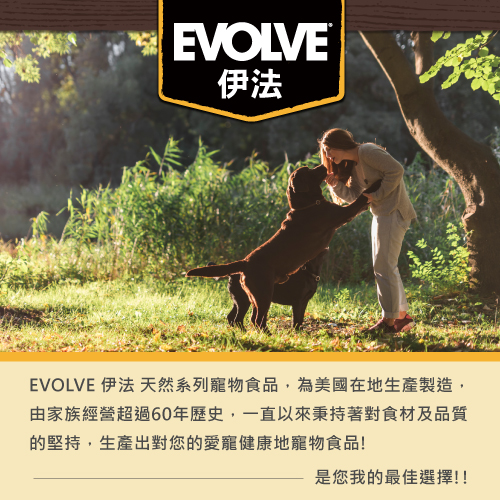 EVOLVE®
伊法
EVOLVE 伊法 天然系列寵物食品，為美國在地生產製造，
由家族經營超過60年歷史，一直以來秉持著對食材及品質
的堅持，生產出對您的愛寵健康地寵物食品!
是您我的最佳選擇!!